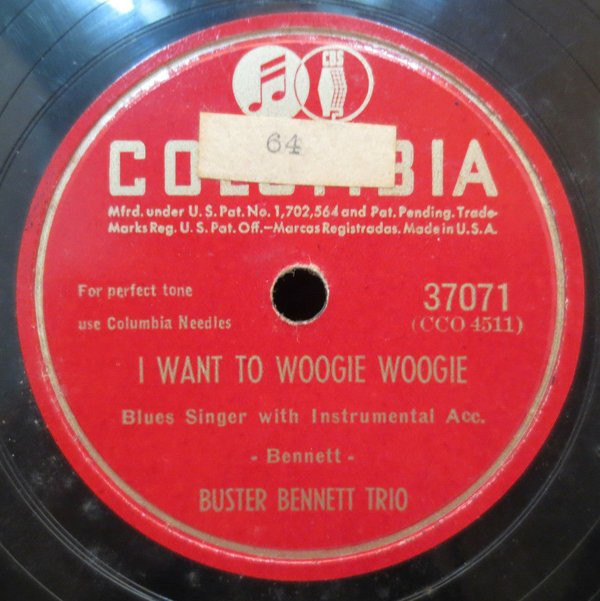 CBS
64
COLUMBIA
Mfrd. under U.S. Pat. No. 1,702,564 and Pat. Pending. Trade-
Marks Reg. U.S. Pat. Off.—Marcas Registradas. Made in U.S.A.
For perfect tone
use Columbia Needles
37071
(CCO 4511)
I WANT TO WOOGIE WOOGIE
Blues Singer with Instrumental Acc.
- Bennett -
BUSTER BENNETT TRIO